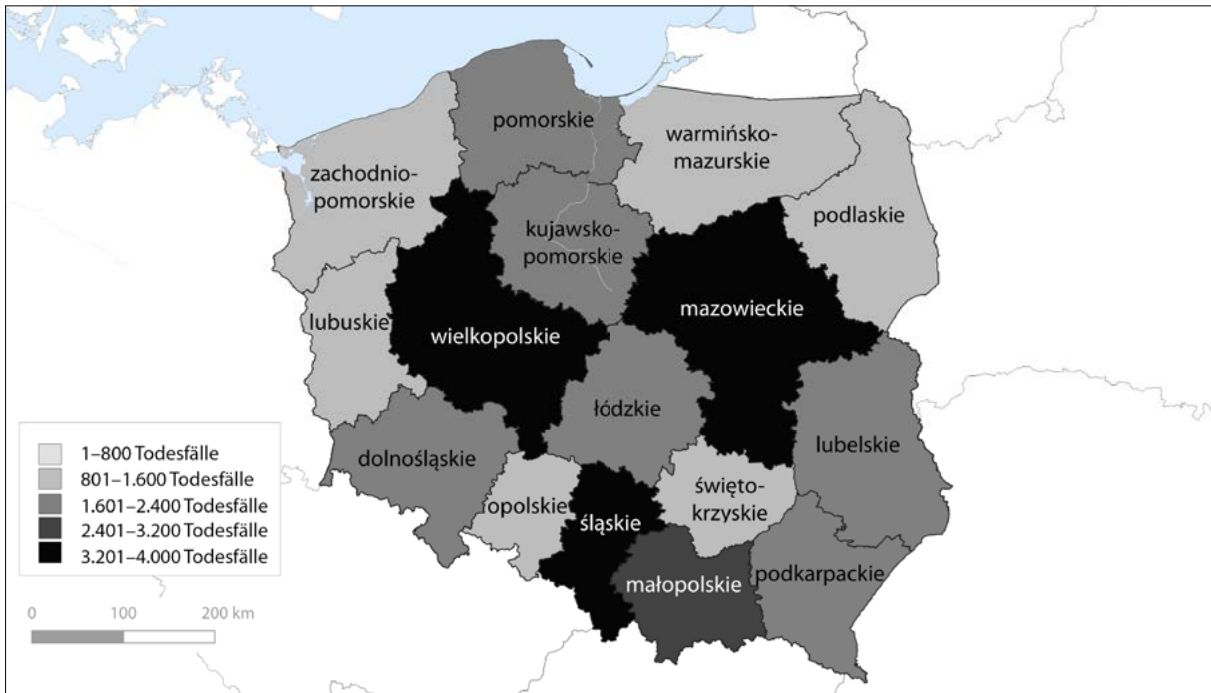 pomorskie
warmińsko-
mazurskie
zachodnio-
pomorskie
podlaskie
kujawsko-
pomorskie
mazowieckie
lubuskie
wielkopolskie
łódzkie
lubelskie
dolnośląskie
święto-
krzyskie
opolskie
śląskie
małopolskie
podkarpackie
1–800 Todesfälle
801–1.600 Todesfälle
1.601–2.400 Todesfälle
2.401–3.200 Todesfälle
3.201–4.000 Todesfälle
0 100 200 km